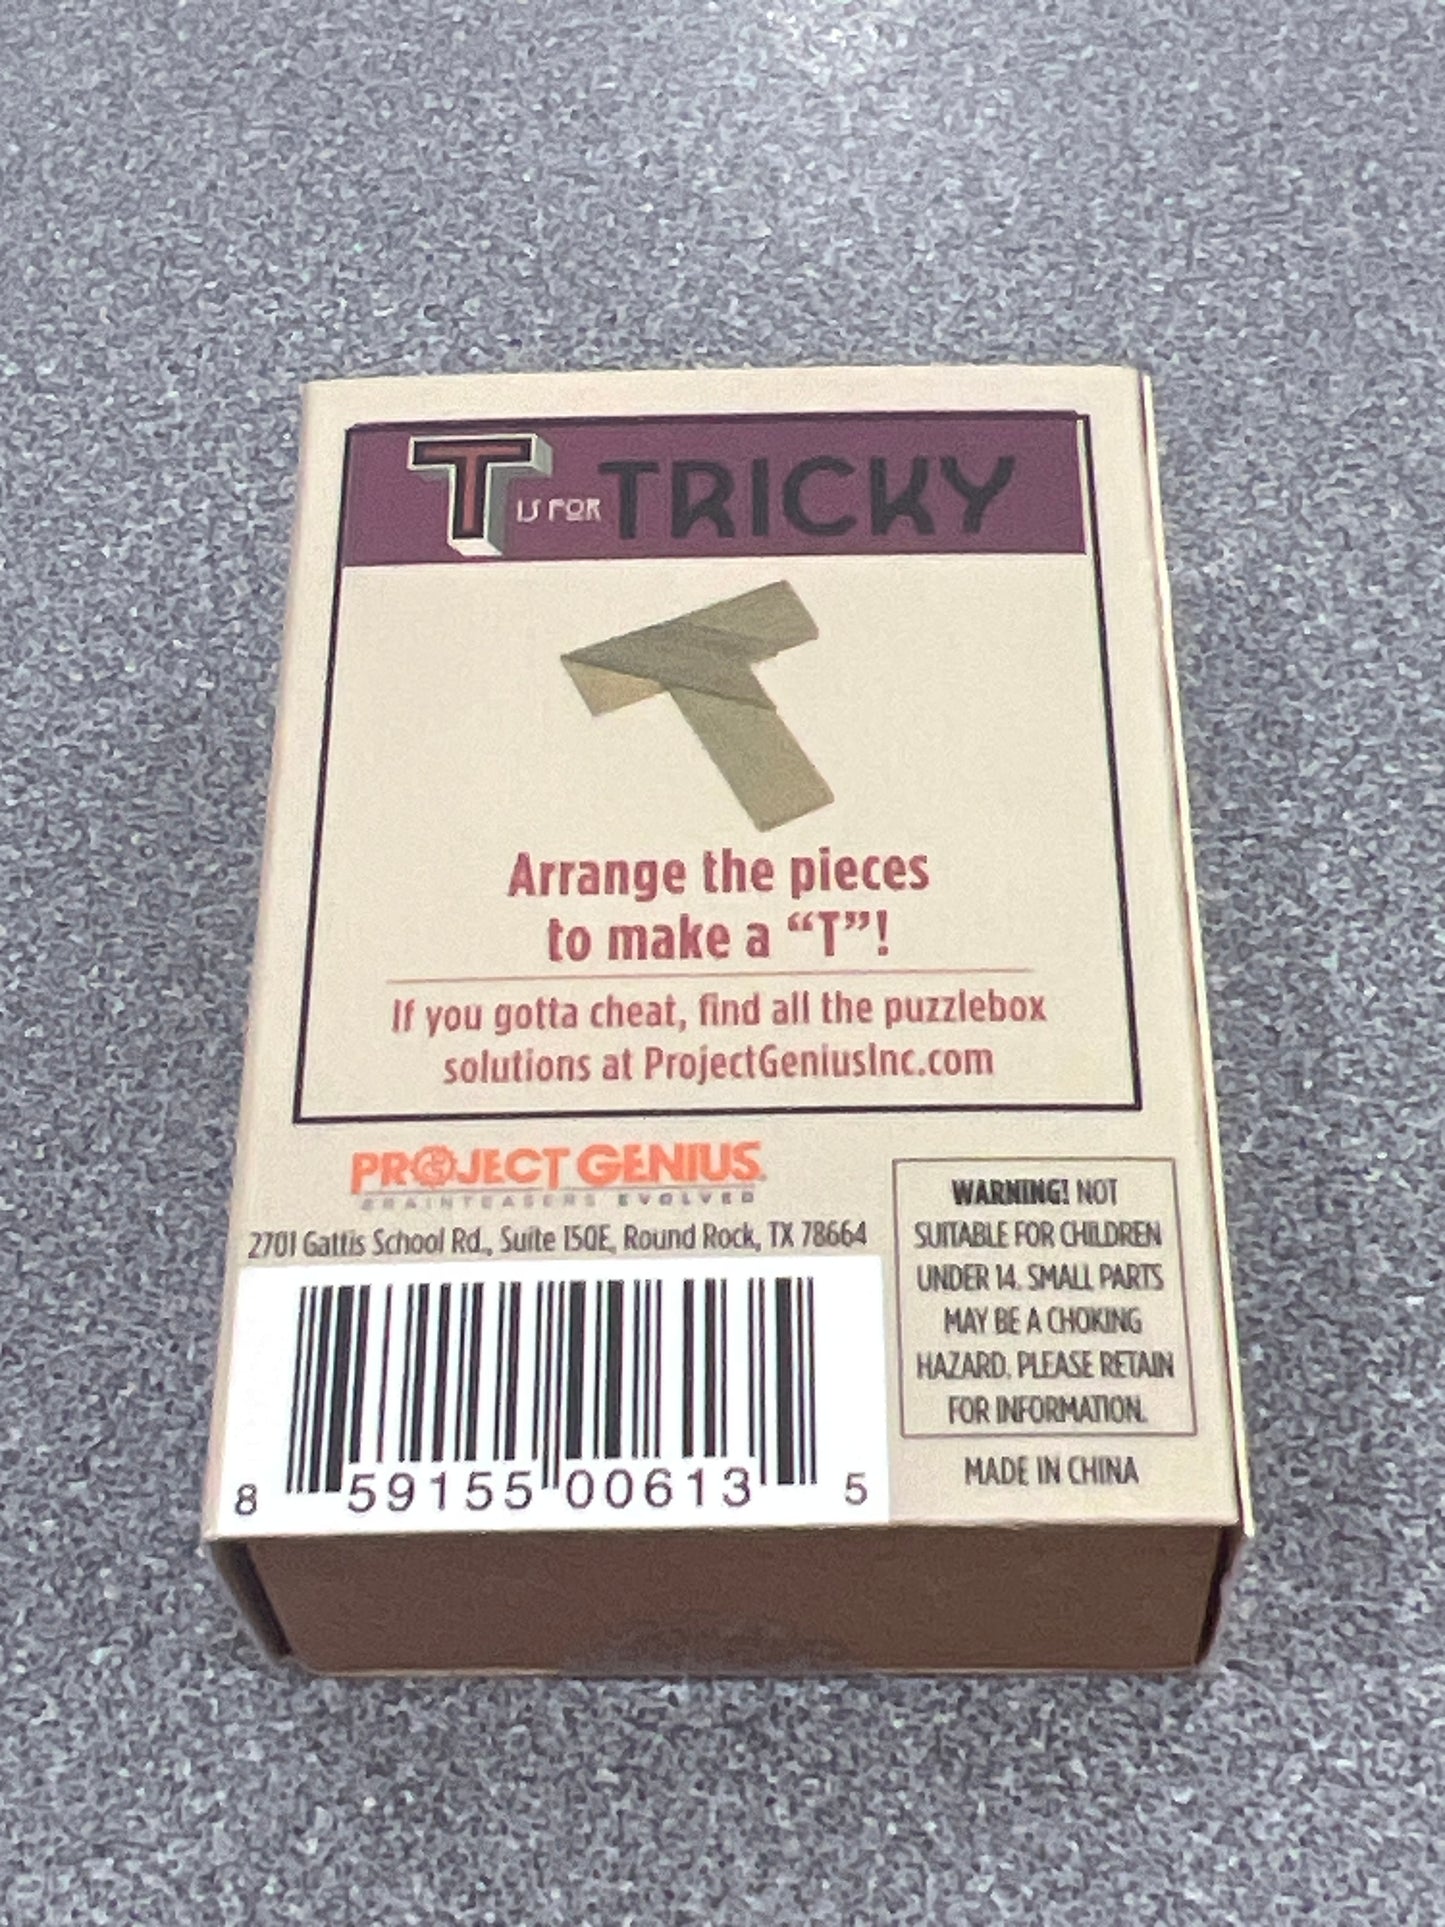 T IS FOR TRICKY
Arrange the pieces
to make a “T”!
If you gotta cheat, find all the puzzlebox
solutions at ProjectGeniusInc.com
PROJECT GENIUS
BRAINTEASERS EVOLVED
2701 Gattis School Rd., Suite 150E, Round Rock, TX 78664
8 59155 00613 5
WARNING! NOT
SUITABLE FOR CHILDREN
UNDER 14. SMALL PARTS
MAY BE A CHOKING
HAZARD. PLEASE RETAIN
FOR INFORMATION.
MADE IN CHINA